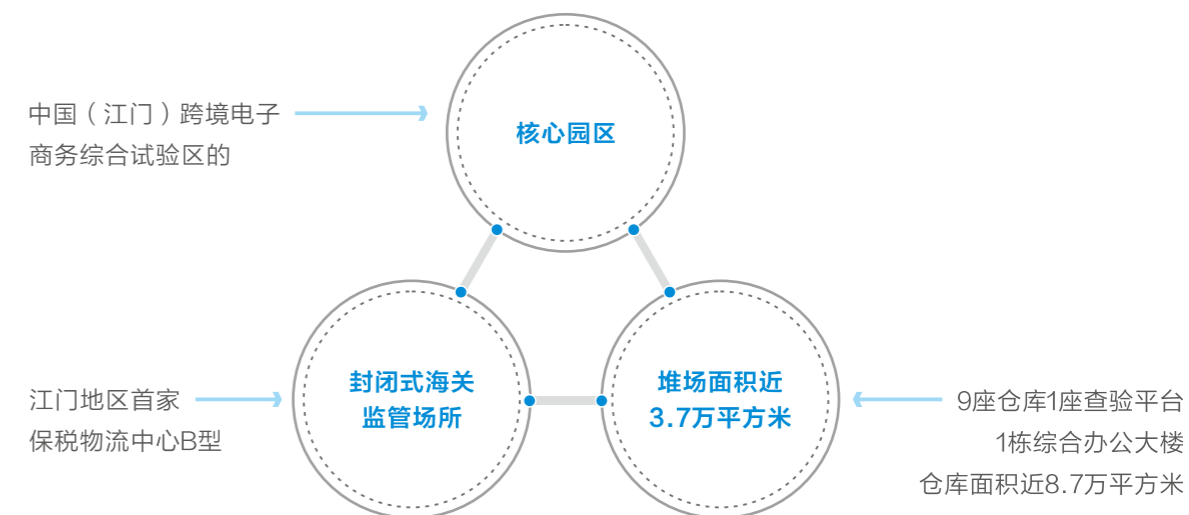 中国（江门）跨境电子
商务综合试验区的
核心园区
江门地区首家
保税物流中心B型
封闭式海关
监管场所
堆场面积近
3.7万平方米
9座仓库1座查验平台
1栋综合办公大楼
仓库面积近8.7万平方米